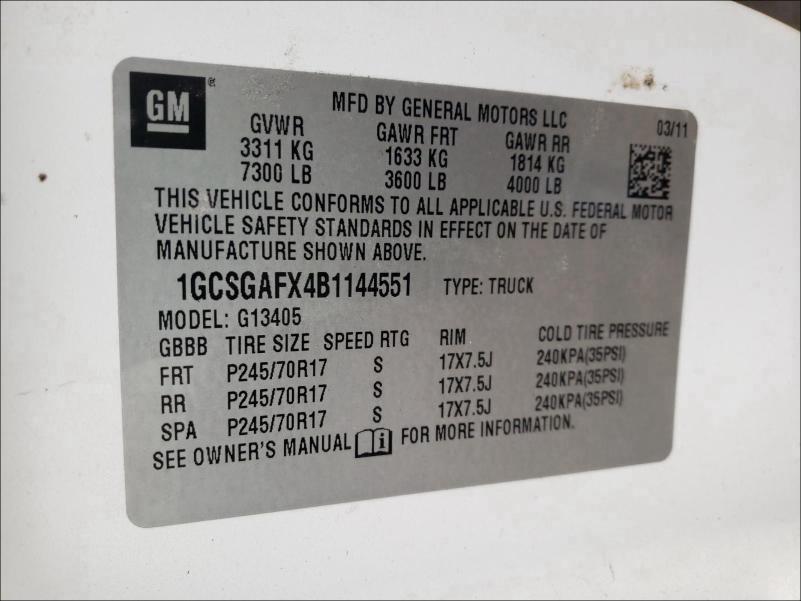 GM ®
MFD BY GENERAL MOTORS LLC 03/11
GVWR GAWR FRT GAWR RR
3311 KG 1633 KG 1814 KG
7300 LB 3600 LB 4000 LB
THIS VEHICLE CONFORMS TO ALL APPLICABLE U.S. FEDERAL MOTOR
VEHICLE SAFETY STANDARDS IN EFFECT ON THE DATE OF
MANUFACTURE SHOWN ABOVE.
1GCSGAFX4B1144551 TYPE: TRUCK
MODEL: G13405
GBBB TIRE SIZE SPEED RTG RIM COLD TIRE PRESSURE
FRT P245/70R17 S 17X7.5J 240KPA(35PSI)
RR P245/70R17 S 17X7.5J 240KPA(35PSI)
SPA P245/70R17 S 17X7.5J 240KPA(35PSI)
SEE OWNER'S MANUAL i FOR MORE INFORMATION.